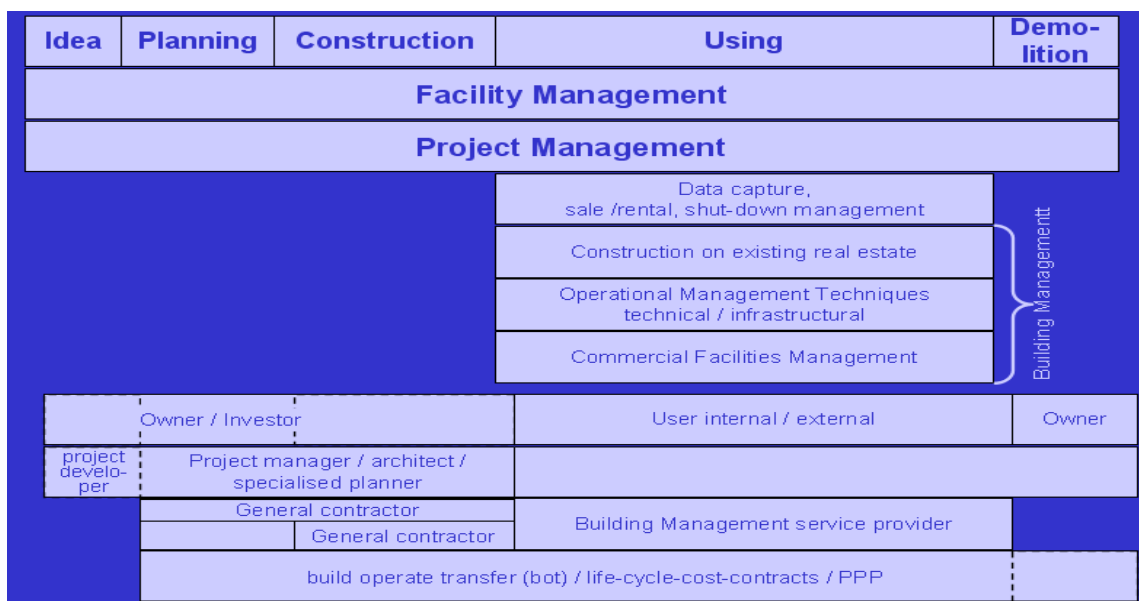 Idea Planning Construction Using Demo-
lition
Facility Management
Project Management
Data capture,
sale /rental, shut-down management
Construction on existing real estate
Operational Management Techniques
technical / infrastructural
Commercial Facilities Management
Building Managementt
Owner / Investor User internal / external Owner
project
develo-
per
Project manager / architect /
specialised planner
General contractor
General contractor
Building Management service provider
build operate transfer (bot) / life-cycle-cost-contracts / PPP